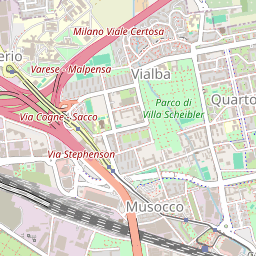 Milano Viale Certosa
erio
Varese - Malpensa
Vialba
Parco di
Villa Scheibler
Quarto
Via Cogne - Sacco
Via Stephenson
Musocco